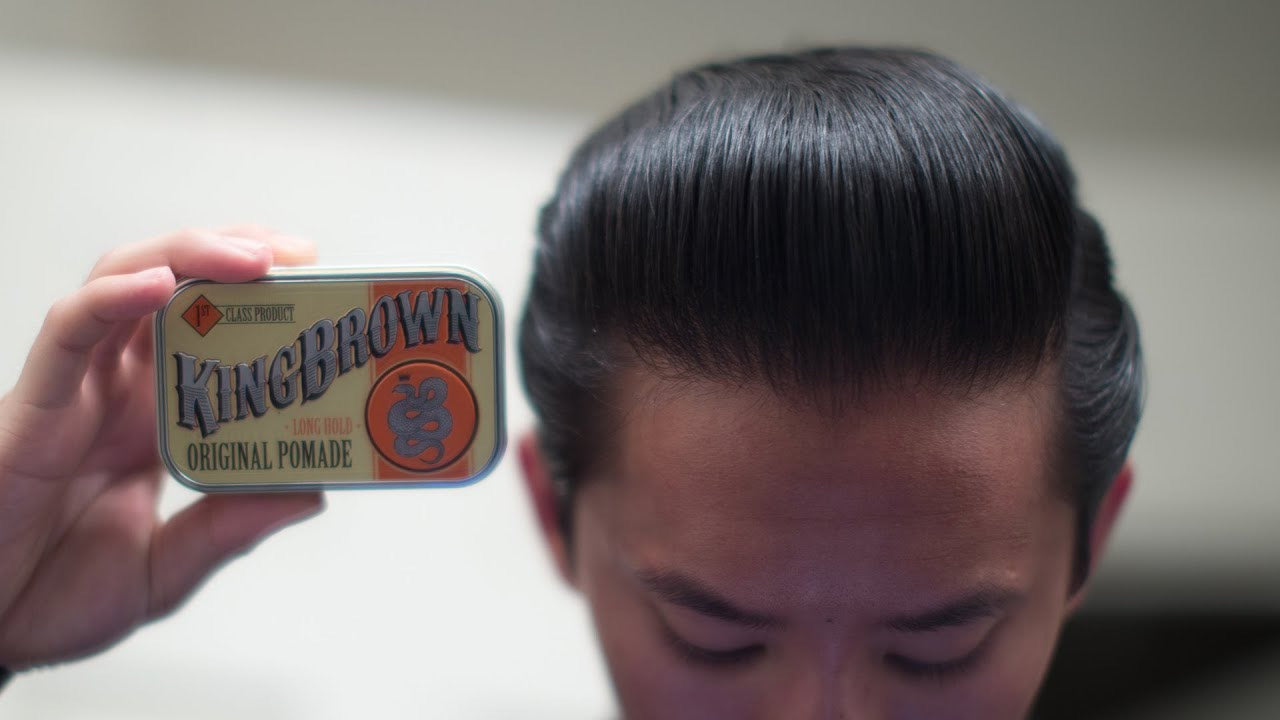 1ST
CLASS PRODUCT
KINGBROWN
- LONG HOLD -
ORIGINAL POMADE